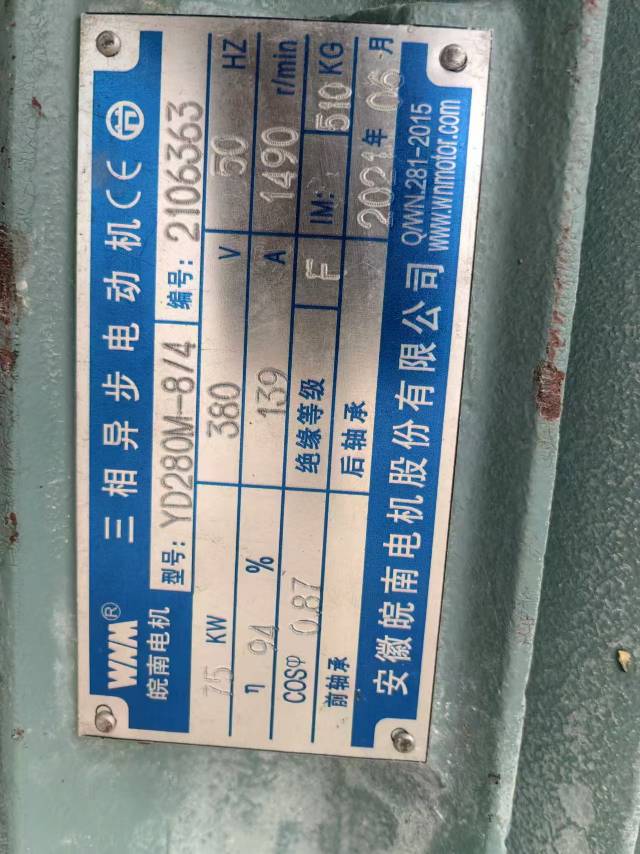 WNM® 三相异步电动机 CE
皖南电机 型号: YD280M-8/4 编号: 2106363
75 KW 380 V 50 HZ
η 94 % 139 A 1490 r/min
COSφ 0.87 绝缘等级 F IM: 510 KG
前轴承 后轴承 2021年06月
安徽皖南电机股份有限公司 Q/WN.281-2015
www.wnmotor.com